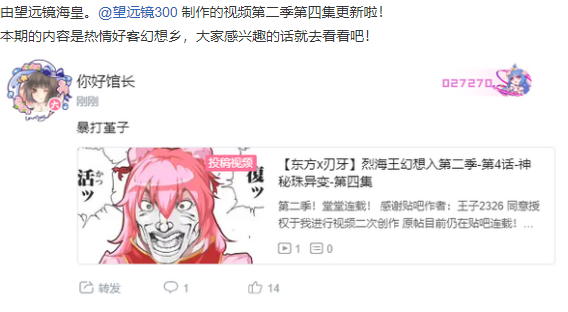 由望远镜海皇。@望远镜300 制作的视频第二季第四集更新啦！
本期的内容是热情好客幻想乡，大家感兴趣的话就去看看吧！
你好馆长
027270
刚刚
大
暴打堇子
投稿视频
活
かつ
復ッ
ッ
【东方x刃牙】烈海王幻想入第二季-第4话-神
秘珠异变-第四集
第二季！堂堂连载！ 感谢贴吧作者：王子2326 同意授
权于我进行视频二次创作 原帖目前仍在贴吧连载！…
1 0
转发 1 14